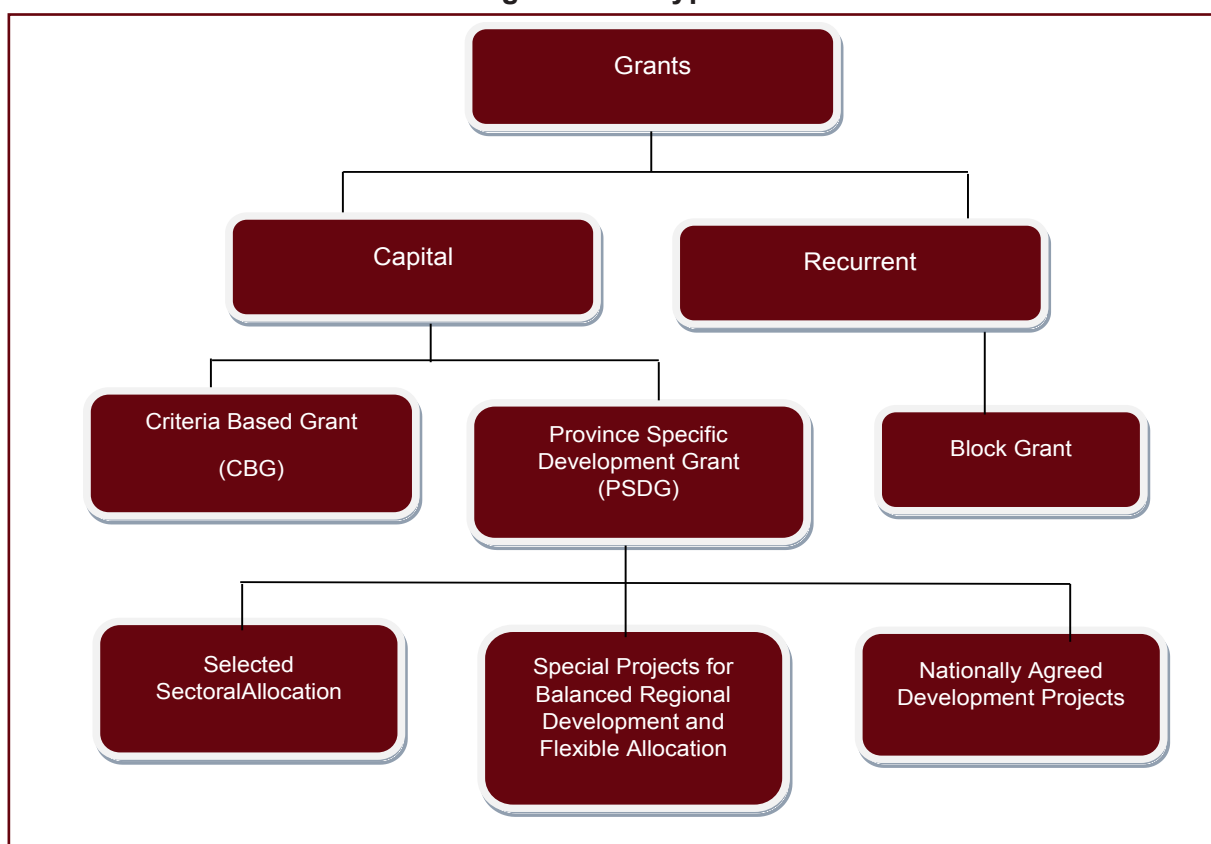 Grants
Capital
Recurrent
Criteria Based Grant
(CBG)
Province Specific
Development Grant
(PSDG)
Block Grant
Selected
SectoralAllocation
Special Projects for
Balanced Regional
Development and
Flexible Allocation
Nationally Agreed
Development Projects